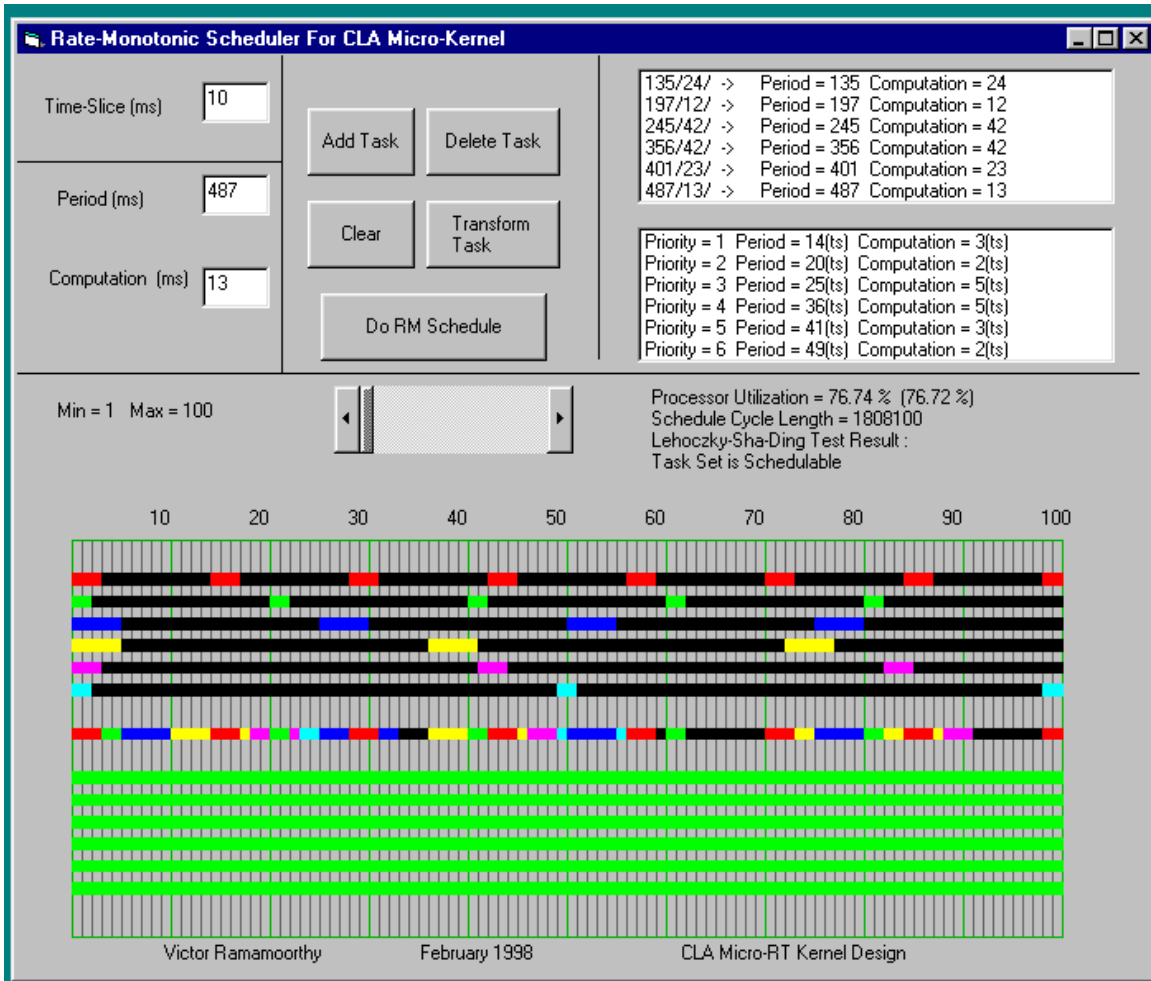 Rate-Monotonic Scheduler For CLA Micro-Kernel
Time-Slice (ms) 10
Period (ms) 487
Computation (ms) 13
Add Task
Delete Task
Clear
Transform
Task
Do RM Schedule
135/24/ -> Period = 135 Computation = 24
197/12/ -> Period = 197 Computation = 12
245/42/ -> Period = 245 Computation = 42
356/42/ -> Period = 356 Computation = 42
401/23/ -> Period = 401 Computation = 23
487/13/ -> Period = 487 Computation = 13
Priority = 1 Period = 14(ts) Computation = 3(ts)
Priority = 2 Period = 20(ts) Computation = 2(ts)
Priority = 3 Period = 25(ts) Computation = 5(ts)
Priority = 4 Period = 36(ts) Computation = 5(ts)
Priority = 5 Period = 41(ts) Computation = 3(ts)
Priority = 6 Period = 49(ts) Computation = 2(ts)
Min = 1 Max = 100
Processor Utilization = 76.74 % (76.72 %)
Schedule Cycle Length = 1808100
Lehoczky-Sha-Ding Test Result :
Task Set is Schedulable
10 20 30 40 50 60 70 80 90 100
Victor Ramamoorthy February 1998 CLA Micro-RT Kernel Design